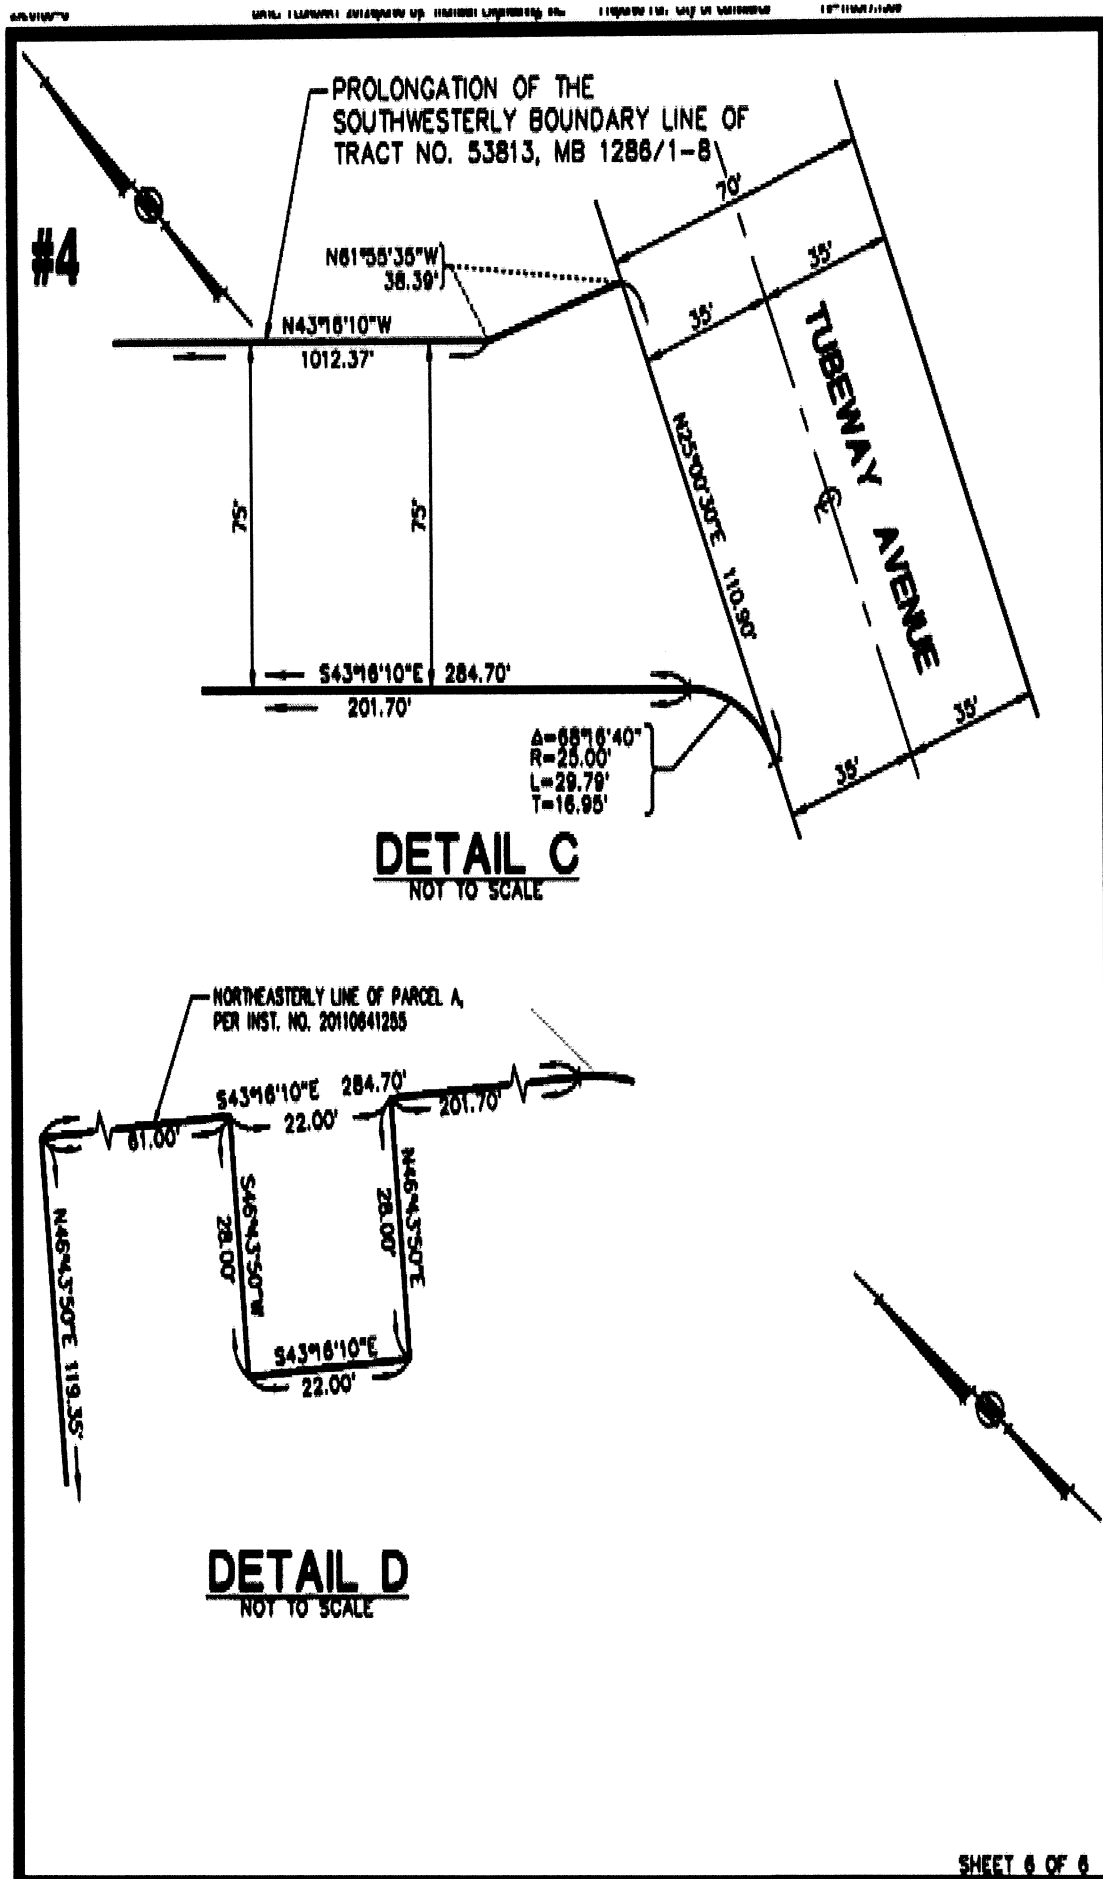 PROLONGATION OF THE
SOUTHWESTERLY BOUNDARY LINE OF
TRACT NO. 53813, MB 1286/1-8
#4
N61°55'35"W
38.39'
70'
35'
35'
N43°16'10"W
1012.37'
TUBEWAY AVENUE
N25°00'30"E 110.90'
75'
75'
S43°16'10"E 284.70'
201.70'
Δ=68°16'40"
R=25.00'
L=29.79'
T=16.95'
35'
35'
DETAIL C
NOT TO SCALE
NORTHEASTERLY LINE OF PARCEL A,
PER INST. NO. 20110641255
S43°16'10"E 284.70'
61.00'
22.00'
201.70'
N46°43'50"E 119.35'
S46°43'50"W
28.00'
N46°43'50"E
28.00'
S43°16'10"E
22.00'
DETAIL D
NOT TO SCALE
SHEET 6 OF 6